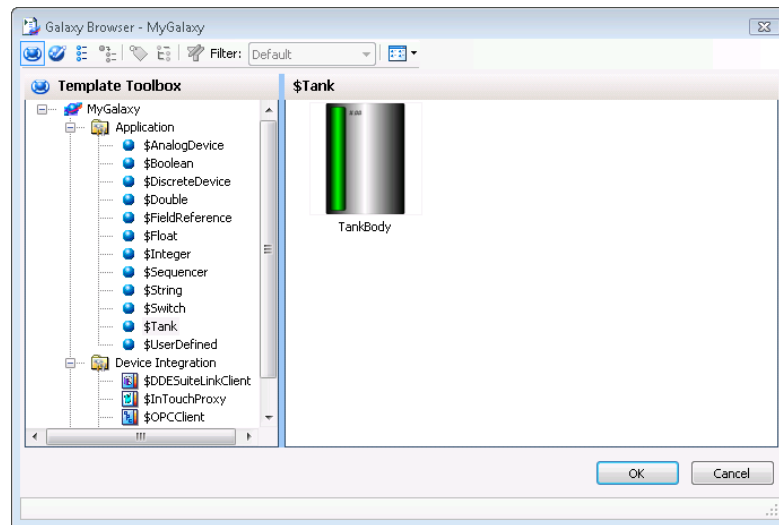 Galaxy Browser - MyGalaxy
Filter: Default
Template Toolbox
$Tank
MyGalaxy
Application
$AnalogDevice
$Boolean
$DiscreteDevice
$Double
$FieldReference
$Float
$Integer
$Sequencer
$String
$Switch
$Tank
$UserDefined
Device Integration
$DDESuiteLinkClient
$InTouchProxy
$OPCClient
TankBody
OK
Cancel